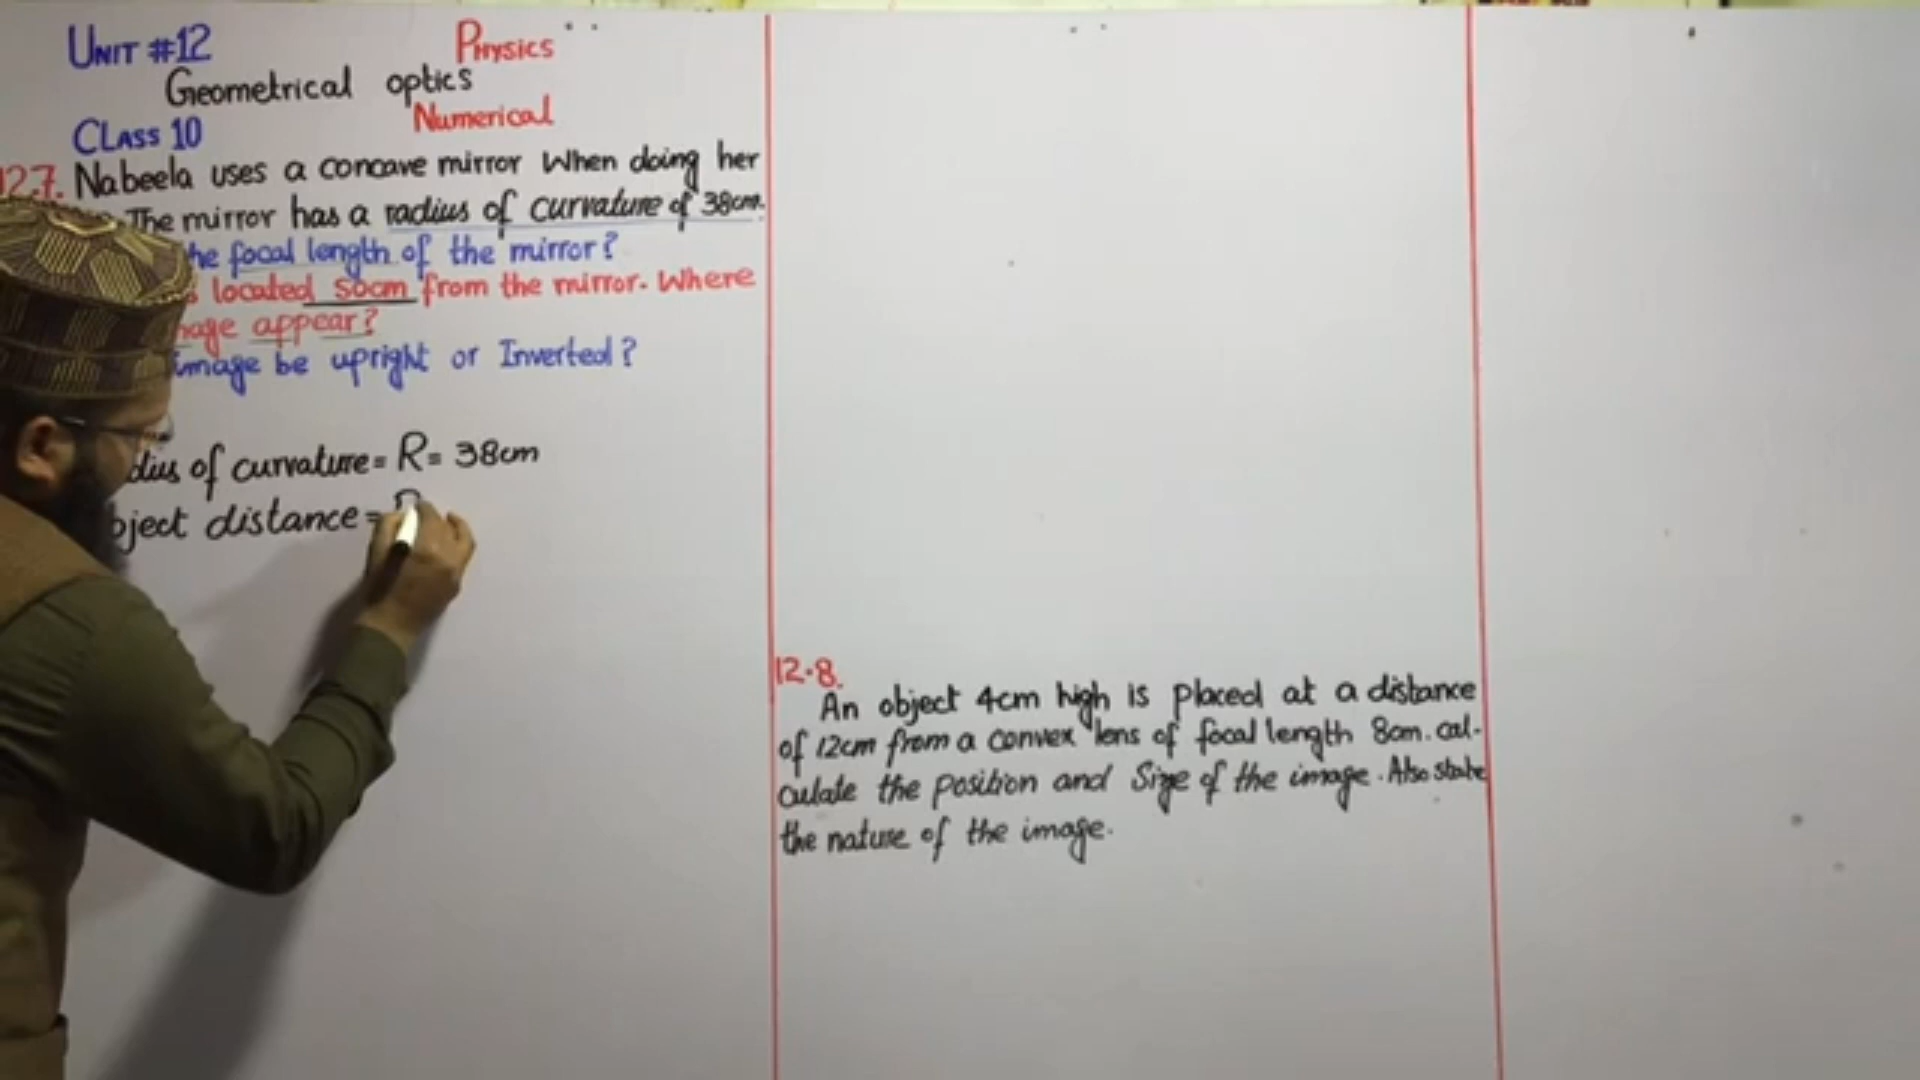 UNIT #12
PHYSICS
Geometrical optics
Numerical
CLASS 10
12.7. Nabeela uses a concave mirror When doing her
The mirror has a radius of curvature of 38cm.
focal length of the mirror?
located 50cm from the mirror. Where
appear?
image be upright or Inverted?
of curvature = R = 38cm
distance =
12.8.
An object 4cm high is placed at a distance
of 12cm from a convex lens of focal length 8cm. cal-
culate the position and Size of the image. Also state
the nature of the image.